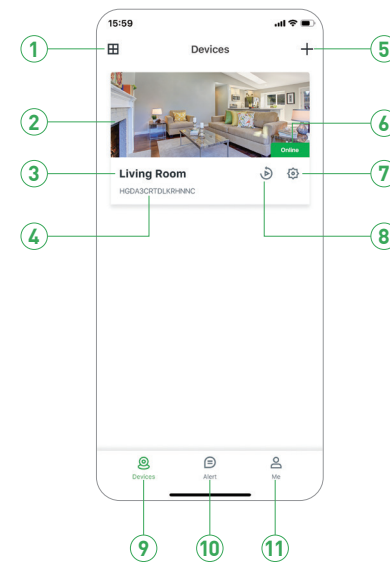 15:59
1
Devices
5
2
6
Online
3
Living Room
7
HGDA3CRTDLKRHNNC
4
8
Devices
Alert
Me
9
10
11